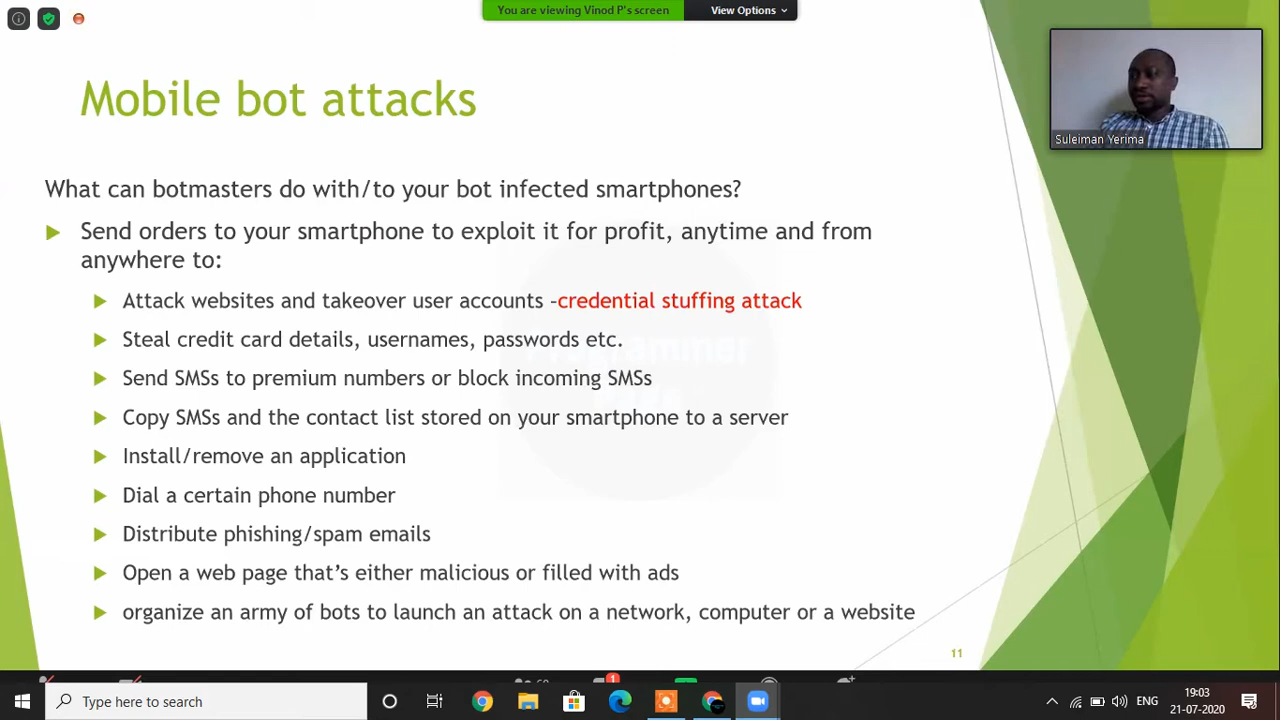 You are viewing Vinod P's screen
View Options
Mobile bot attacks
Suleiman Yerima
What can botmasters do with/to your bot infected smartphones?
Send orders to your smartphone to exploit it for profit, anytime and from
anywhere to:
Attack websites and takeover user accounts -credential stuffing attack
Steal credit card details, usernames, passwords etc.
Send SMSs to premium numbers or block incoming SMSs
Copy SMSs and the contact list stored on your smartphone to a server
Install/remove an application
Dial a certain phone number
Distribute phishing/spam emails
Open a web page that’s either malicious or filled with ads
organize an army of bots to launch an attack on a network, computer or a website
11
1
Type here to search
ENG
19:03
21-07-2020